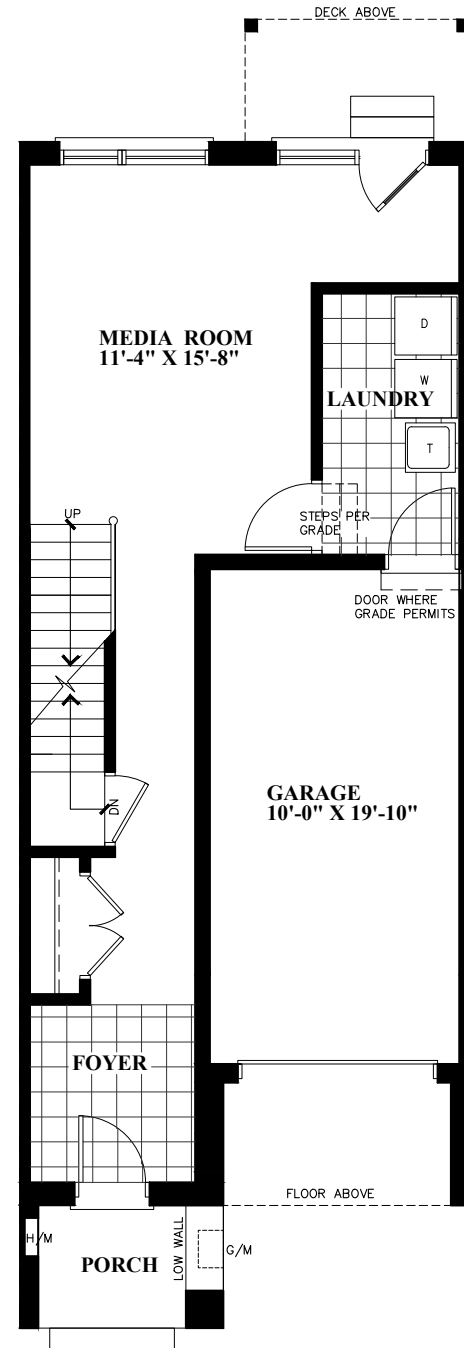 DECK ABOVE
MEDIA ROOM
11'-4" X 15'-8"
D
W
LAUNDRY
T
UP
STEPS PER
GRADE
DOOR WHERE
GRADE PERMITS
GARAGE
10'-0" X 19'-10"
DN
FOYER
FLOOR ABOVE
H/M
LOW WALL
G/M
PORCH